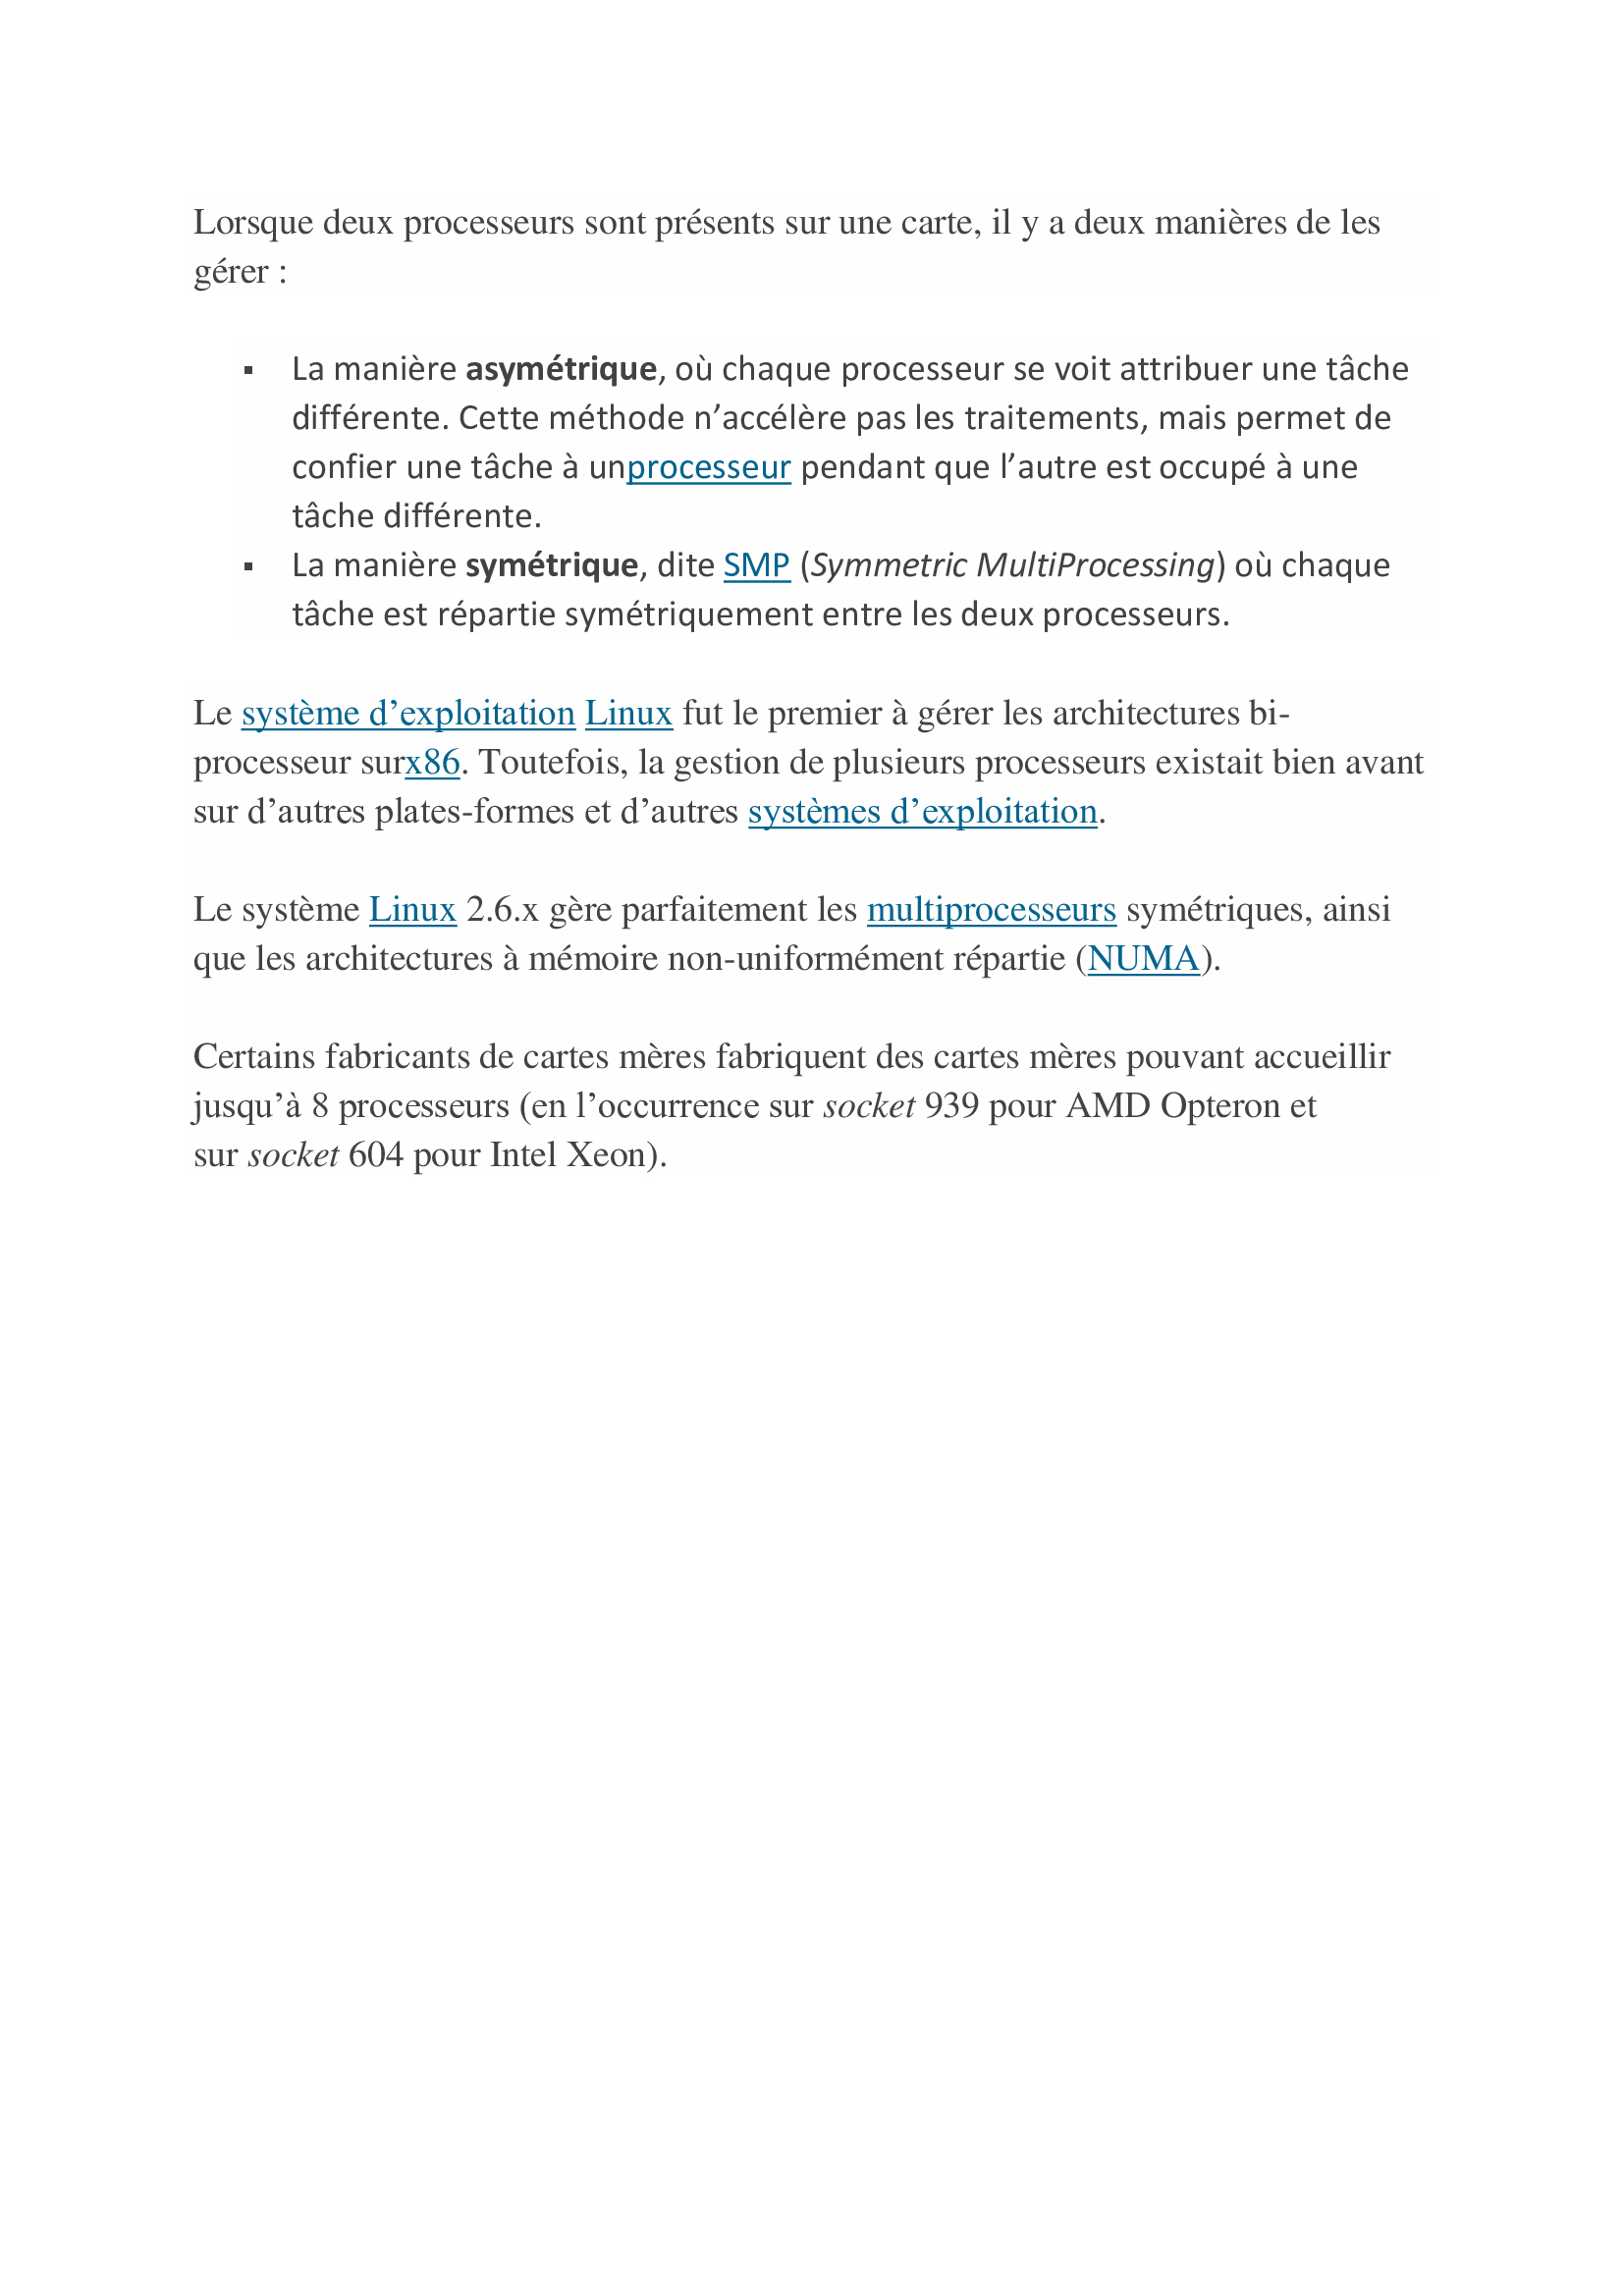 Lorsque deux processeurs sont présents sur une carte, il y a deux manières de les
gérer :
▪ La manière asymétrique, où chaque processeur se voit attribuer une tâche
différente. Cette méthode n’accélère pas les traitements, mais permet de
confier une tâche à unprocesseur pendant que l’autre est occupé à une
tâche différente.
▪ La manière symétrique, dite SMP (Symmetric MultiProcessing) où chaque
tâche est répartie symétriquement entre les deux processeurs.
Le système d’exploitation Linux fut le premier à gérer les architectures bi-
processeur surx86. Toutefois, la gestion de plusieurs processeurs existait bien avant
sur d’autres plates-formes et d’autres systèmes d’exploitation.
Le système Linux 2.6.x gère parfaitement les multiprocesseurs symétriques, ainsi
que les architectures à mémoire non-uniformément répartie (NUMA).
Certains fabricants de cartes mères fabriquent des cartes mères pouvant accueillir
jusqu’à 8 processeurs (en l’occurrence sur socket 939 pour AMD Opteron et
sur socket 604 pour Intel Xeon).